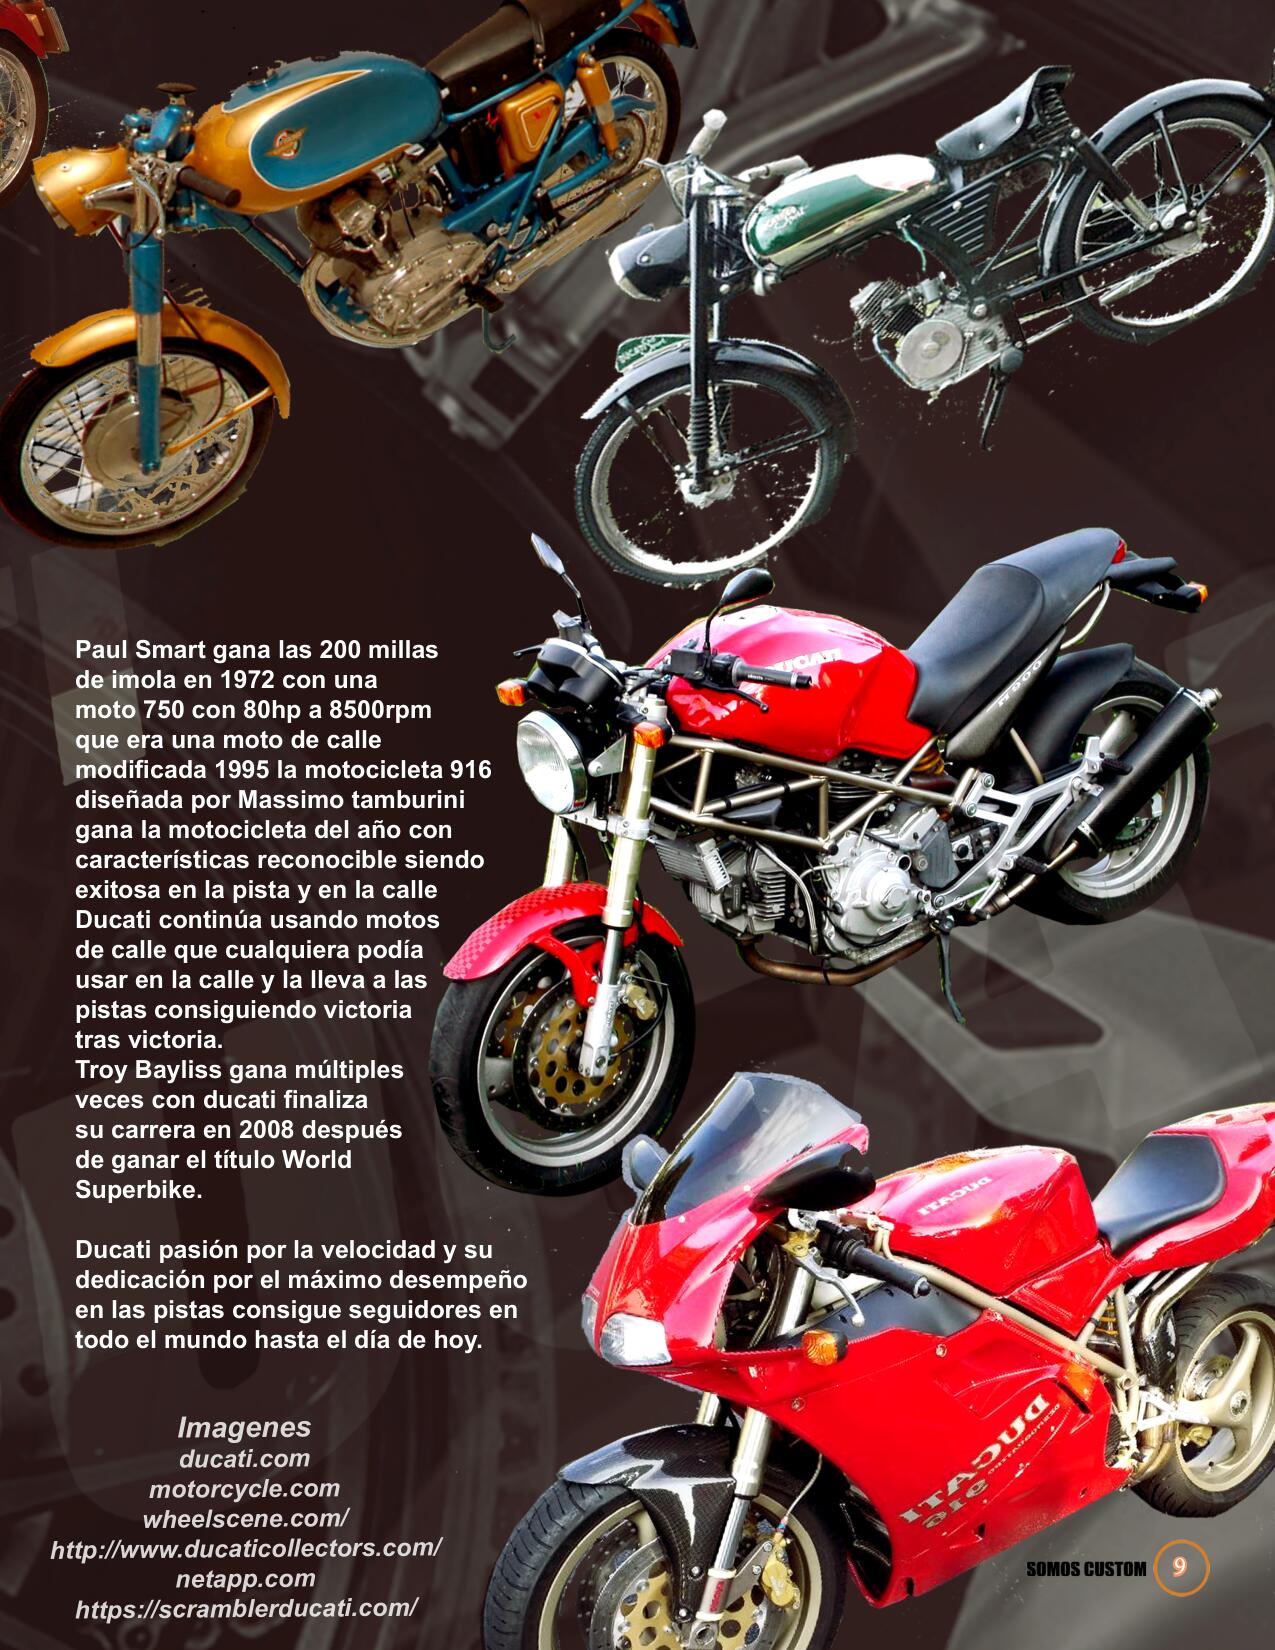 DUCATI
M900
Paul Smart gana las 200 millas
de imola en 1972 con una
moto 750 con 80hp a 8500rpm
que era una moto de calle
modificada 1995 la motocicleta 916
diseñada por Massimo tamburini
gana la motocicleta del año con
características reconocible siendo
exitosa en la pista y en la calle
Ducati continúa usando motos
de calle que cualquiera podía
usar en la calle y la lleva a las
pistas consiguiendo victoria
tras victoria.
Troy Bayliss gana múltiples
veces con ducati finaliza
su carrera en 2008 después
de ganar el título World
Superbike.
Ducati pasión por la velocidad y su
dedicación por el máximo desempeño
en las pistas consigue seguidores en
todo el mundo hasta el día de hoy.
DUCATI
DUCATI
916
Imagenes
ducati.com
motorcycle.com
wheelscene.com/
http://www.ducaticollectors.com/
netapp.com
https://scramblerducati.com/
SOMOS CUSTOM 9